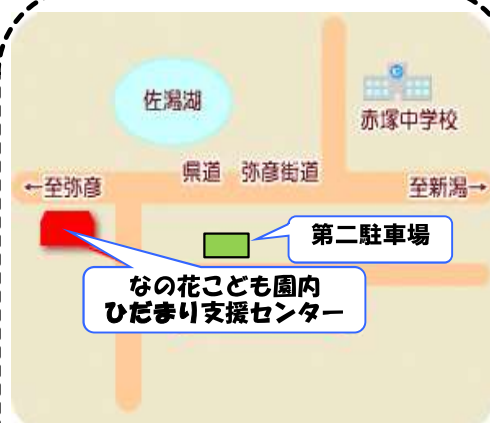 佐潟湖
赤塚中学校
県道 弥彦街道
←至弥彦
至新潟→
第二駐車場
なの花こども園内
ひだまり支援センター